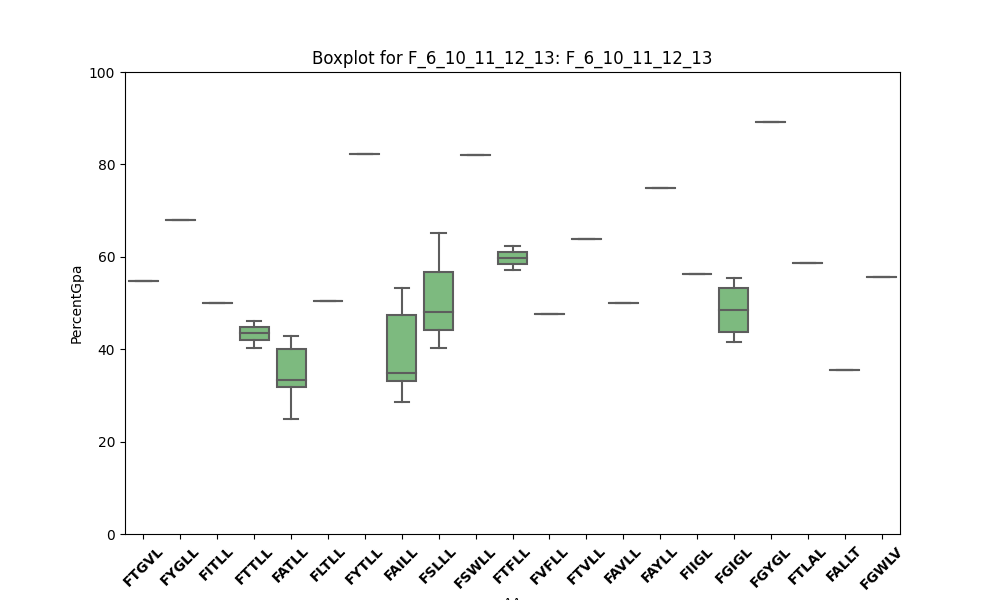 Boxplot for F_6_10_11_12_13: F_6_10_11_12_13
100
80
60
40
20
0
PercentGpa
FTGVL
FYGLL
FITLL
FTTLL
FATLL
FLTLL
FYTLL
FAILL
FSLLL
FSWLL
FTFLL
FVFLL
FTVLL
FAVLL
FAYLL
FIIGL
FGIGL
FGYGL
FTLAL
FALLT
FGWLV